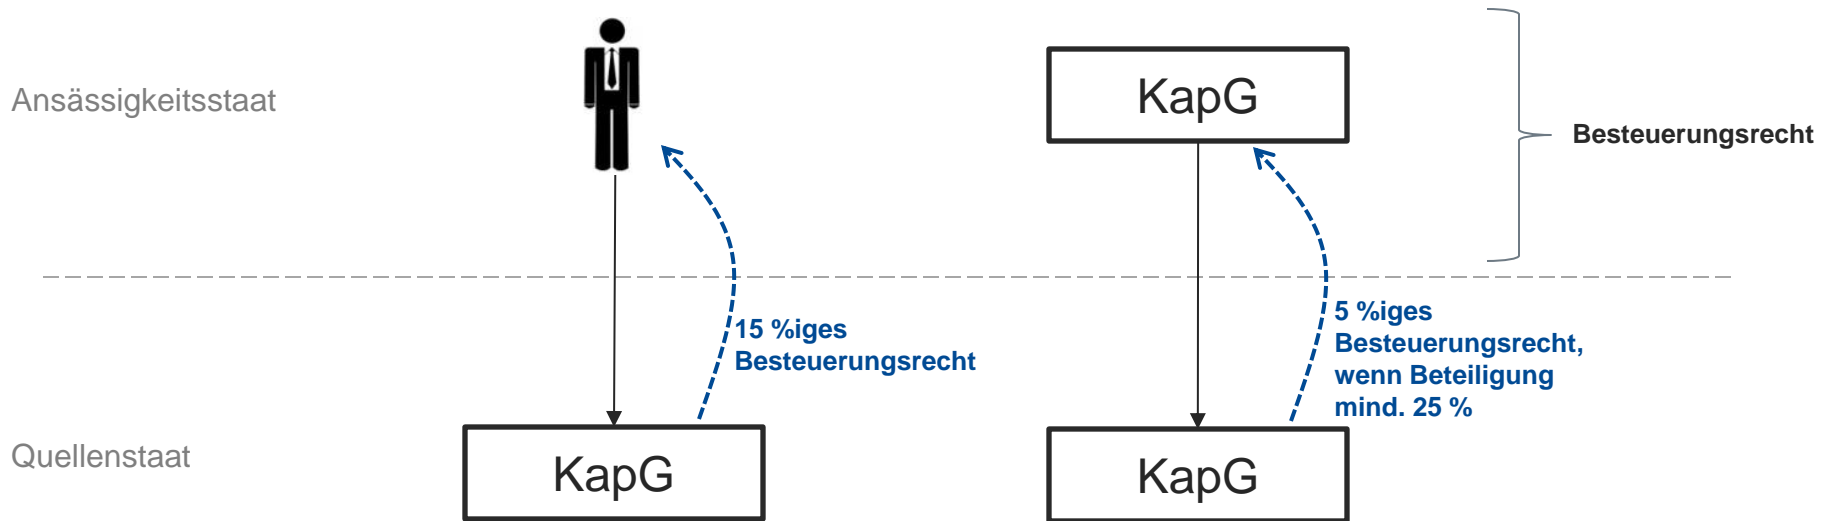 Ansässigkeitsstaat
KapG
Besteuerungsrecht
15 %iges
Besteuerungsrecht
5 %iges
Besteuerungsrecht,
wenn Beteiligung
mind. 25 %
Quellenstaat
KapG
KapG